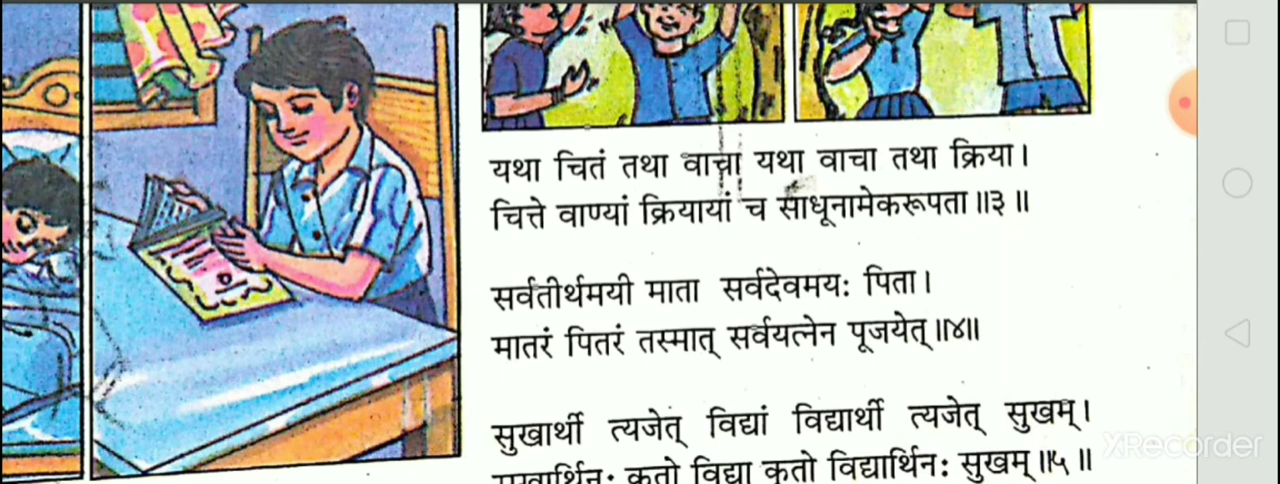 यथा चितं तथा वाचा यथा वाचा तथा क्रिया।
चित्ते वाण्यां क्रियायां च साधूनामेकरूपता॥३॥
सर्वतीर्थमयी माता सर्वदेवमयः पिता।
मातरं पितरं तस्मात् सर्वयत्नेन पूजयेत्॥४॥
सुखार्थी त्यजेत् विद्यां विद्यार्थी त्यजेत् सुखम्।
कुतो विद्या कुतो विद्यार्थिनः सुखम्॥५॥
XRecorder